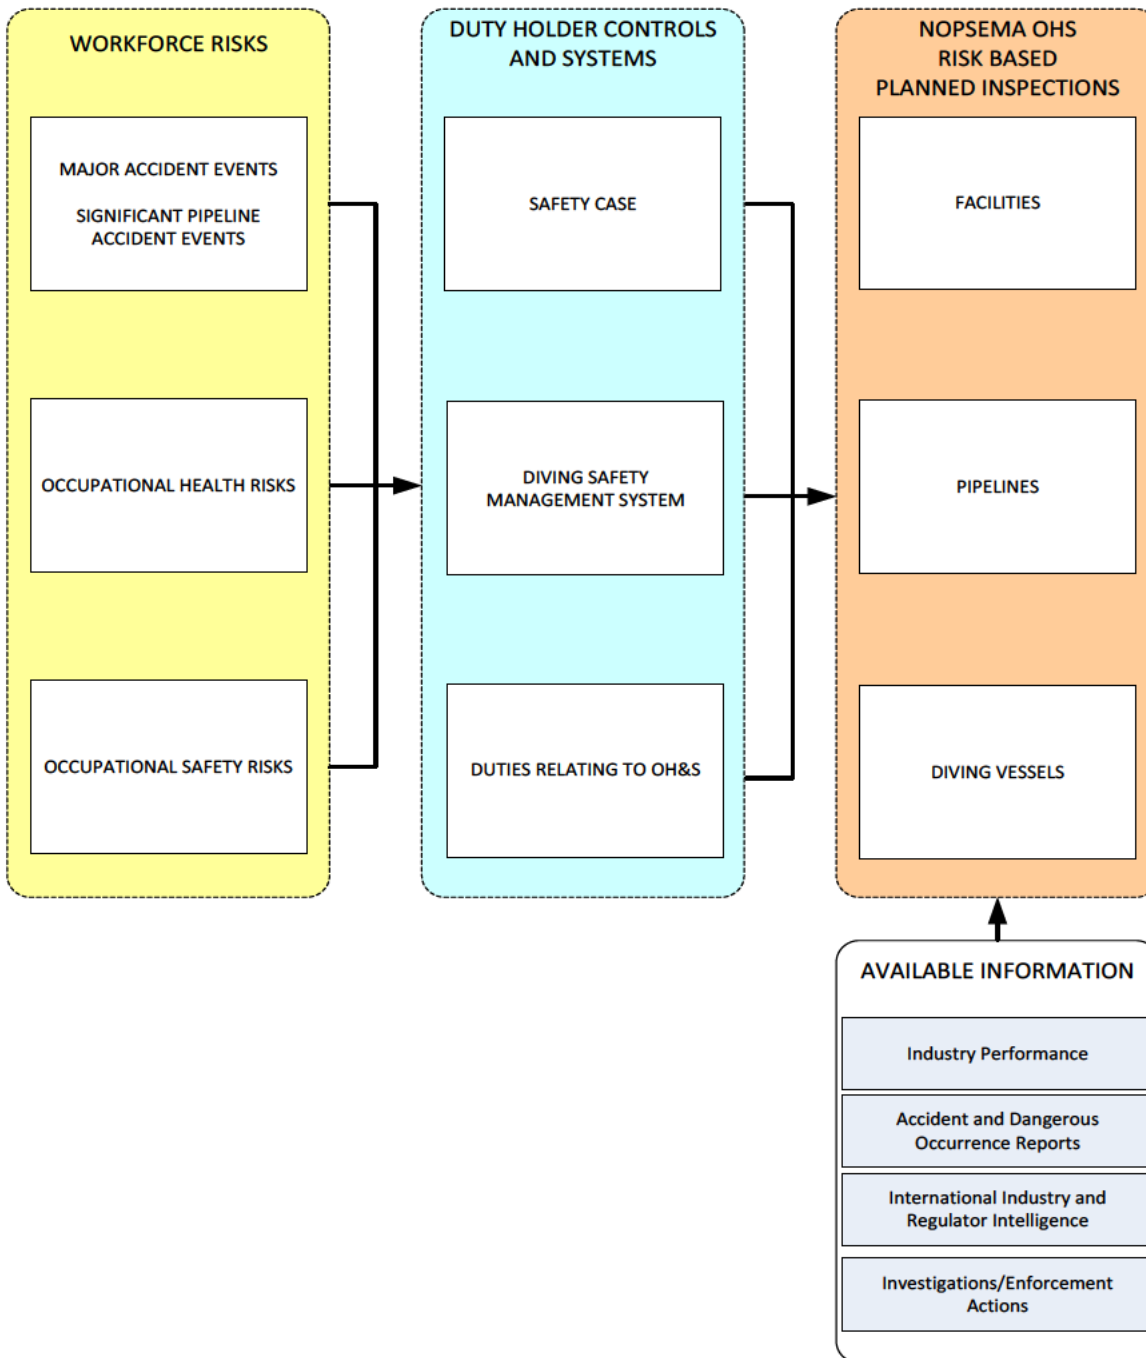 WORKFORCE RISKS
MAJOR ACCIDENT EVENTS
SIGNIFICANT PIPELINE
ACCIDENT EVENTS
OCCUPATIONAL HEALTH RISKS
OCCUPATIONAL SAFETY RISKS
DUTY HOLDER CONTROLS
AND SYSTEMS
SAFETY CASE
DIVING SAFETY
MANAGEMENT SYSTEM
DUTIES RELATING TO OH&S
NOPSEMA OHS
RISK BASED
PLANNED INSPECTIONS
FACILITIES
PIPELINES
DIVING VESSELS
AVAILABLE INFORMATION
Industry Performance
Accident and Dangerous
Occurrence Reports
International Industry and
Regulator Intelligence
Investigations/Enforcement
Actions